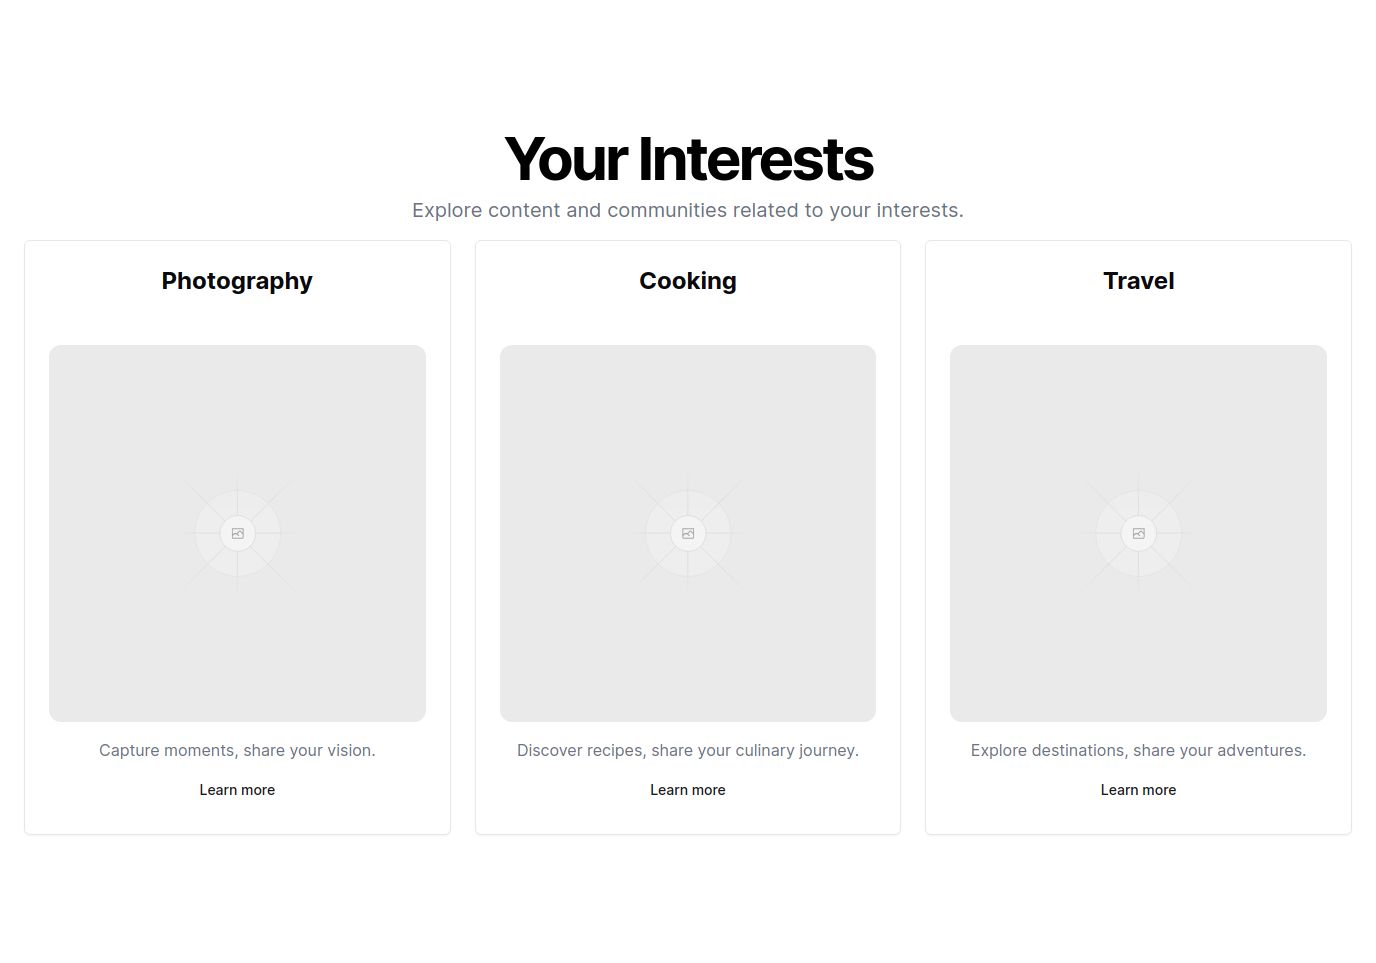 Your Interests
Explore content and communities related to your interests.
Photography
Cooking
Travel
Capture moments, share your vision.
Discover recipes, share your culinary journey.
Explore destinations, share your adventures.
Learn more
Learn more
Learn more